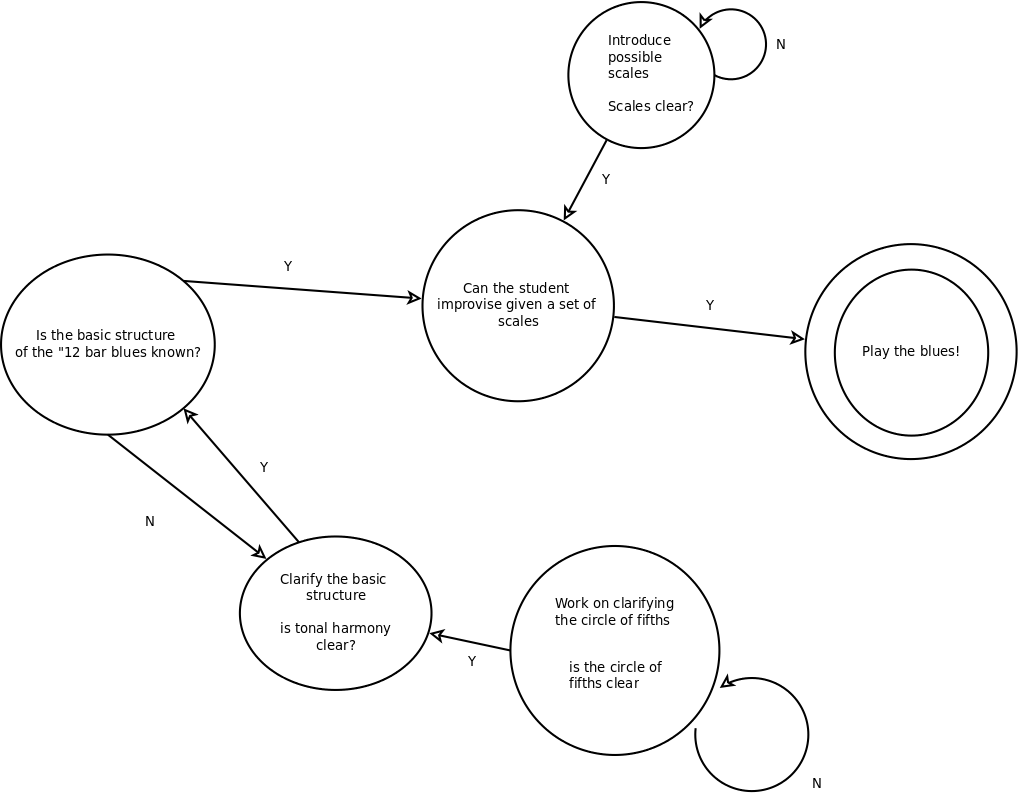 Introduce
possible
scales
Scales clear?
N
Y
Y
Can the student
improvise given a set of
scales
Y
Is the basic structure
of the "12 bar blues known?
Play the blues!
Y
N
Clarify the basic
structure
is tonal harmony
clear?
Work on clarifying
the circle of fifths
is the circle of
fifths clear
Y
N